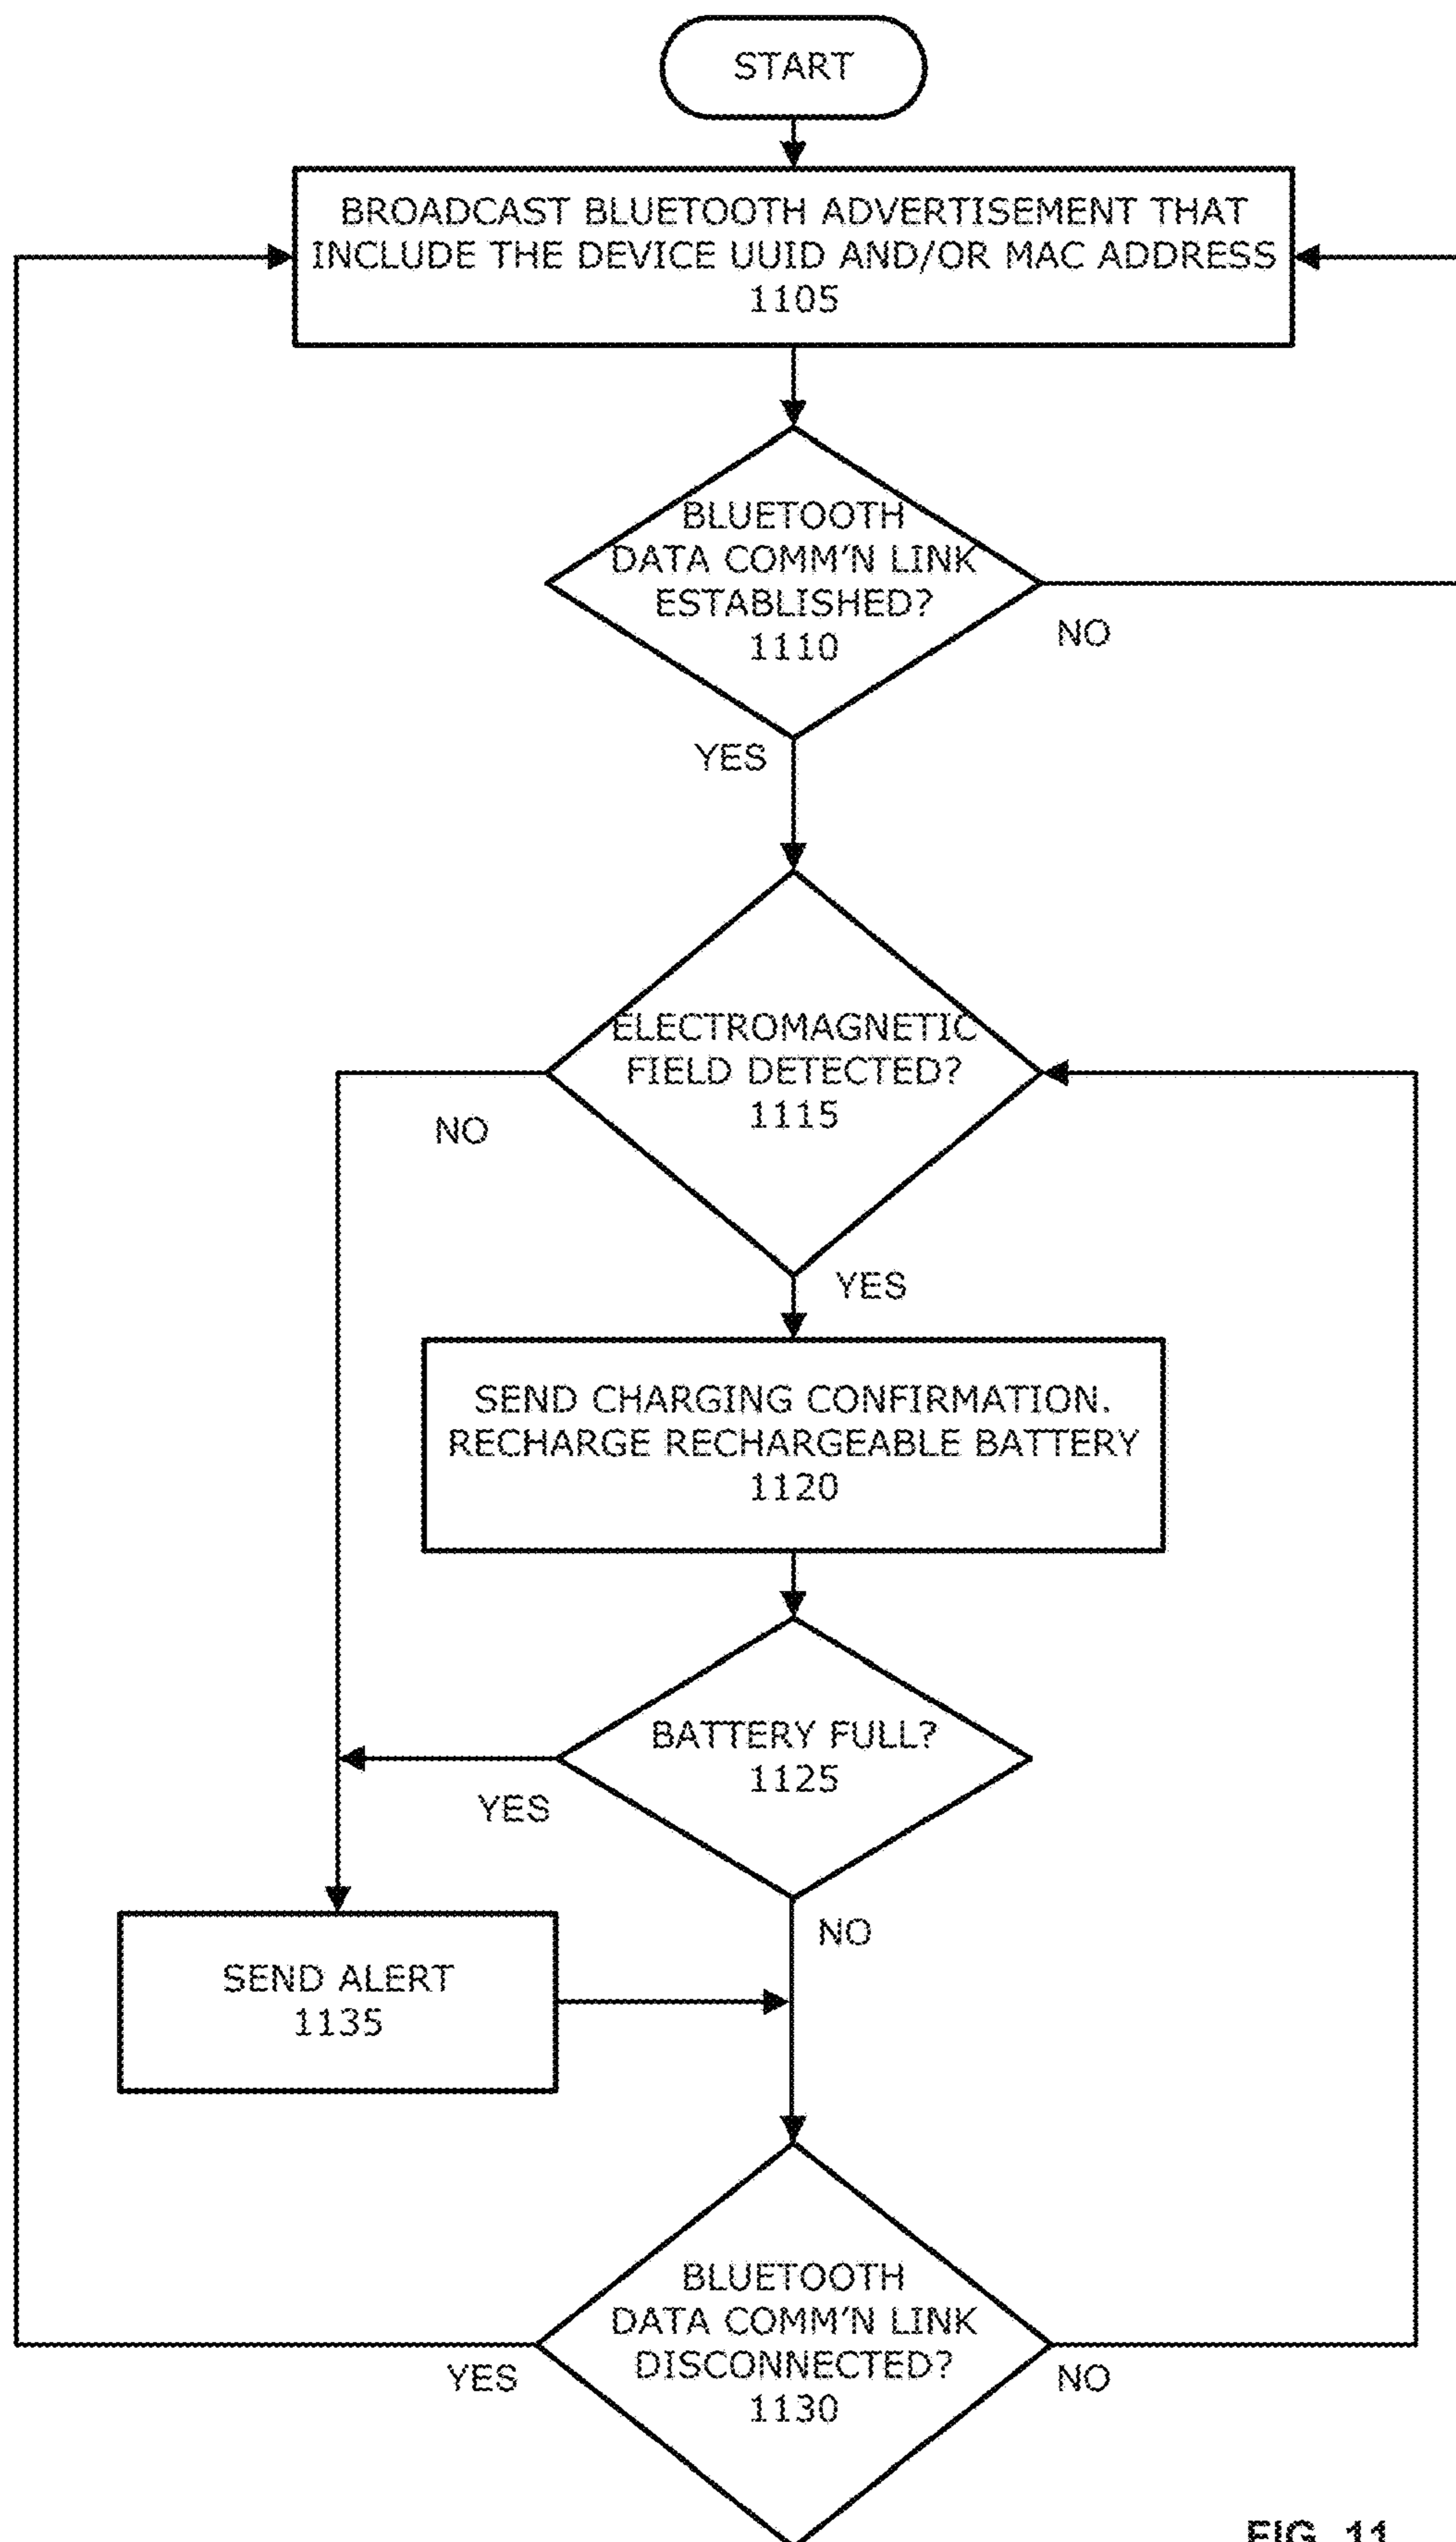 START
BROADCAST BLUETOOTH ADVERTISEMENT THAT
INCLUDE THE DEVICE UUID AND/OR MAC ADDRESS
1105
BLUETOOTH
DATA COMM'N LINK
ESTABLISHED?
1110
NO
YES
ELECTROMAGNETIC
FIELD DETECTED?
1115
NO
YES
SEND CHARGING CONFIRMATION.
RECHARGE RECHARGEABLE BATTERY
1120
BATTERY FULL?
1125
YES
NO
SEND ALERT
1135
BLUETOOTH
DATA COMM'N LINK
DISCONNECTED?
1130
YES
NO
FIG. 11